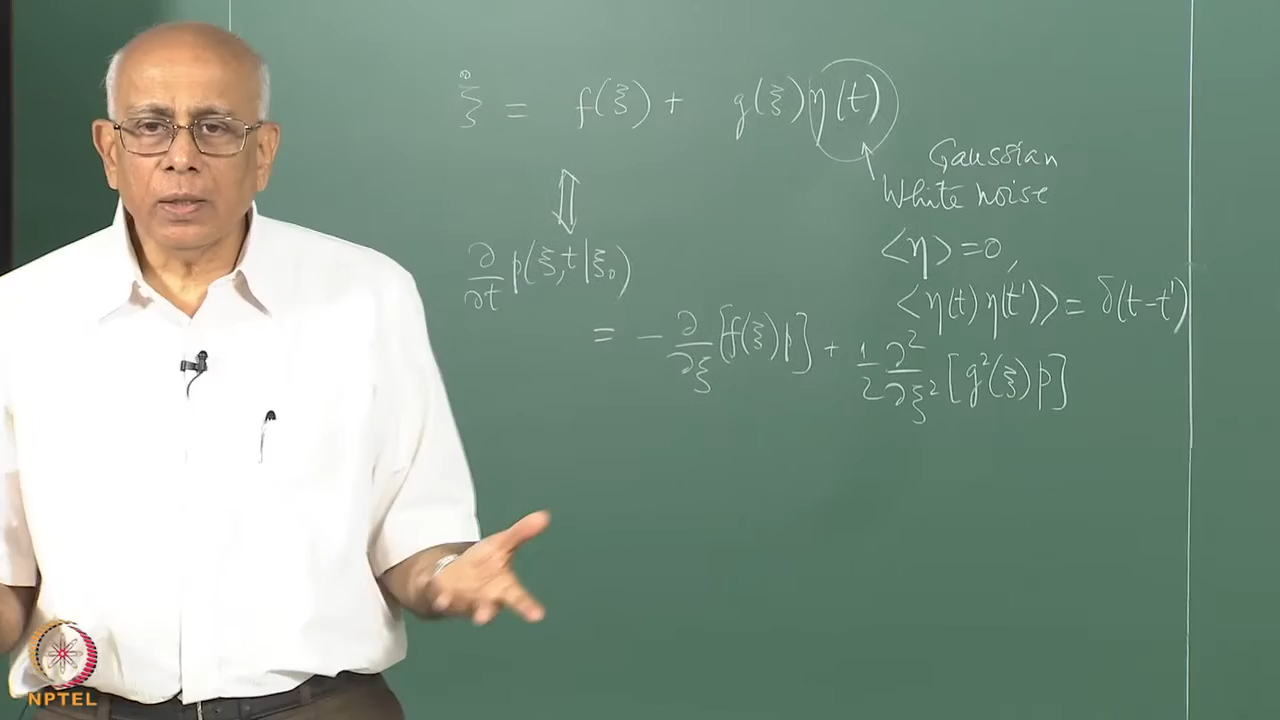 ξ̇ = f(ξ) + g(ξ) η(t)
Gaussian
White noise
⇕
<η> = 0,
∂/∂t p(ξ,t|ξ₀)
<η(t) η(t')> = δ(t-t')
= - ∂/∂ξ [f(ξ)p] + 1/2 ∂²/∂ξ² [g²(ξ)p]
NPTEL